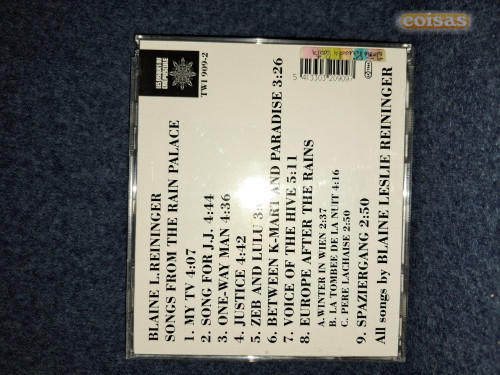 coisas
LES DISQUES DU CREPUSCULE
TWI 909-2
BLAINE L. REININGER
SONGS FROM THE RAIN PALACE
1. MY TV 4:07
2. SONG FOR J.J. 4:44
3. ONE-WAY MAN 4:36
4. JUSTICE 4:42
5. ZEB AND LULU
6. BETWEEN K-MART AND PARADISE 3:26
7. VOICE OF THE HIVE 5:11
8. EUROPE AFTER THE RAINS
A. WINTER IN WIEN 2:37
B. LA TOMBEE DE LA NUIT 4:16
C. PERE LACHAISE 2:50
9. SPAZIERGANG 2:50
All songs by BLAINE LESLIE REININGER